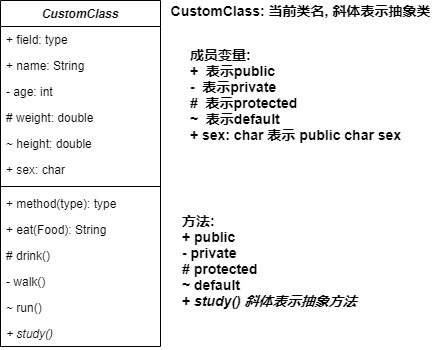 CustomClass
+ field: type
+ name: String
- age: int
# weight: double
~ height: double
+ sex: char
+ method(type): type
+ eat(Food): String
# drink()
- walk()
~ run()
+ study()
CustomClass: 当前类名, 斜体表示抽象类
成员变量:
+ 表示public
- 表示private
# 表示protected
~ 表示default
+ sex: char 表示 public char sex
方法:
+ public
- private
# protected
~ default
+ study() 斜体表示抽象方法